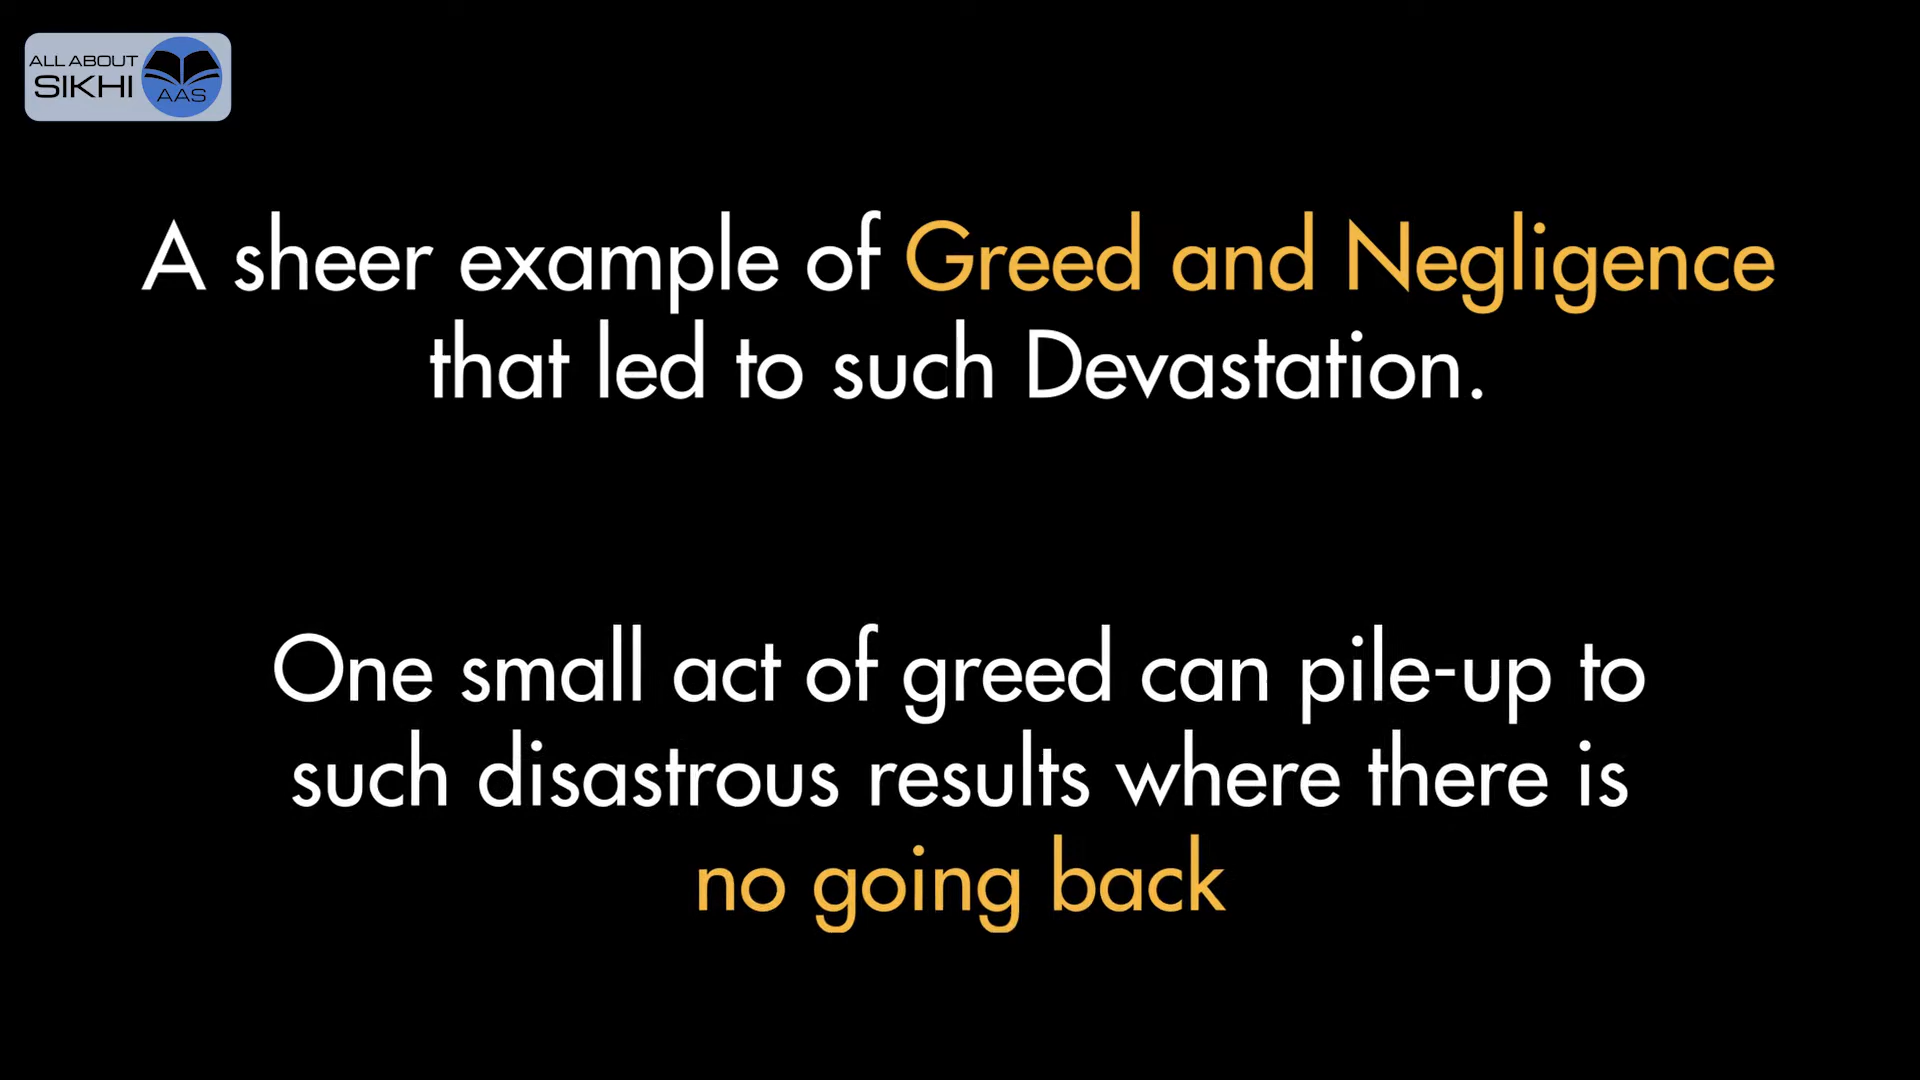 ALL ABOUT
SIKHI
AAS
A sheer example of Greed and Negligence
that led to such Devastation.
One small act of greed can pile-up to
such disastrous results where there is
no going back